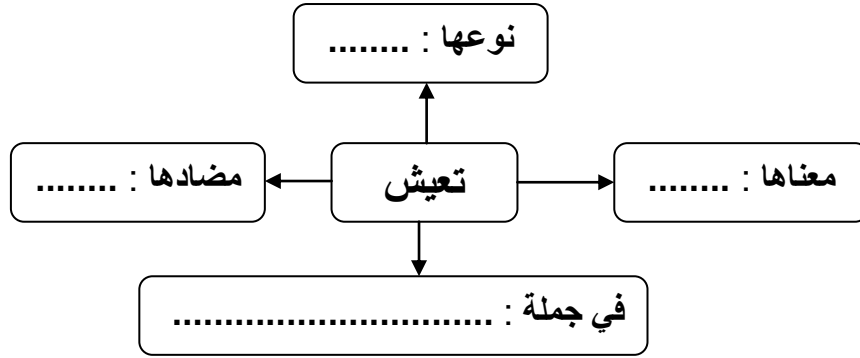 نوعها : ........
معناها : ........
تعيش
مضادها : ........
في جملة : ...............................